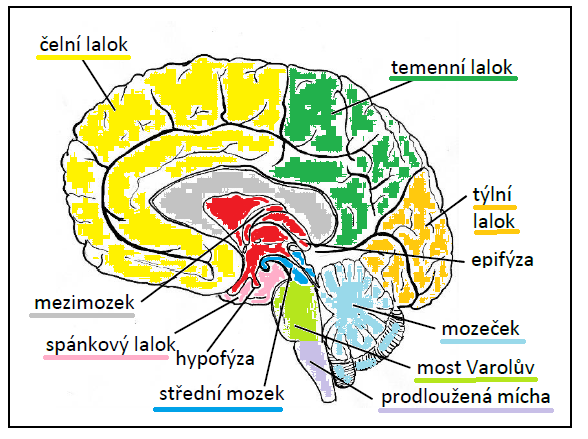 čelní lalok
temenní lalok
týlní
lalok
epifýza
mezimozek
mozeček
spánkový lalok
hypofýza
most Varolův
střední mozek
prodloužená mícha